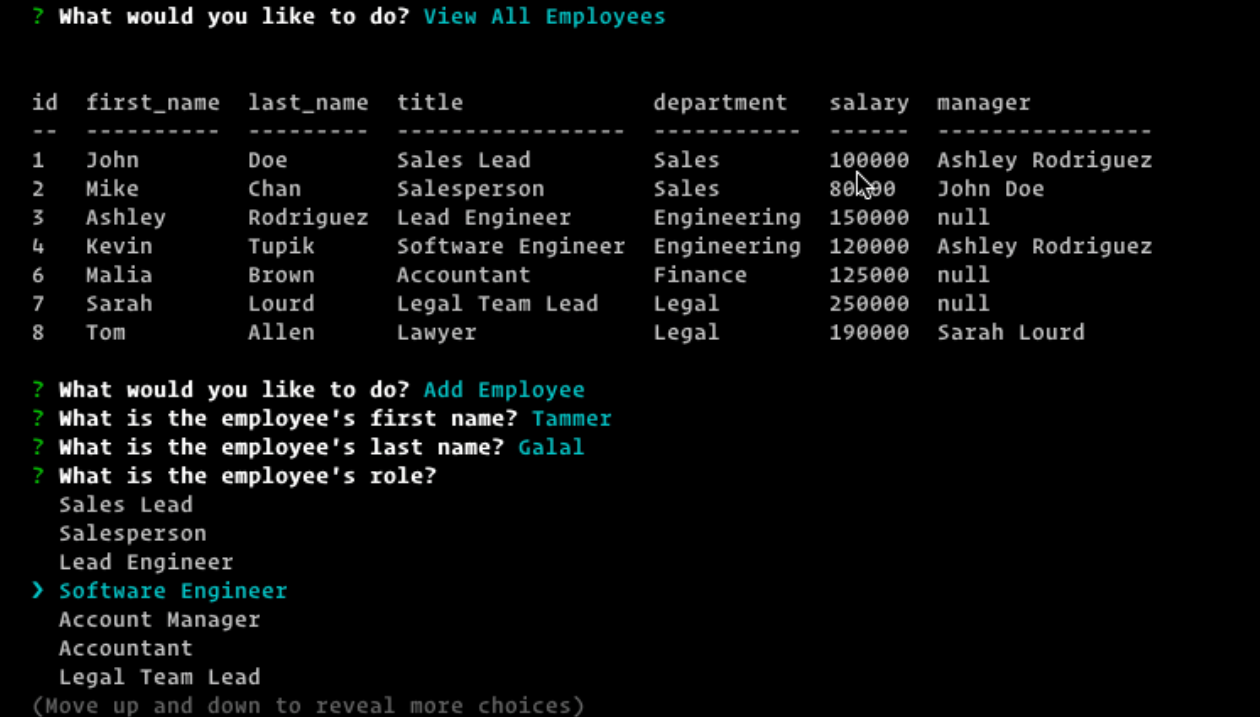 ? What would you like to do? View All Employees
id first_name last_name title department salary manager
-- ---------- --------- ----------------- ----------- ------ ----------------
1 John Doe Sales Lead Sales 100000 Ashley Rodriguez
2 Mike Chan Salesperson Sales John Doe
3 Ashley Rodriguez Lead Engineer Engineering 150000 null
4 Kevin Tupik Software Engineer Engineering 120000 Ashley Rodriguez
6 Malia Brown Accountant Finance 125000 null
7 Sarah Lourd Legal Team Lead Legal 250000 null
8 Tom Allen Lawyer Legal 190000 Sarah Lourd
? What would you like to do? Add Employee
? What is the employee's first name? Tammer
? What is the employee's last name? Galal
? What is the employee's role?
Sales Lead
Salesperson
Lead Engineer
❯ Software Engineer
Account Manager
Accountant
Legal Team Lead
(Move up and down to reveal more choices)